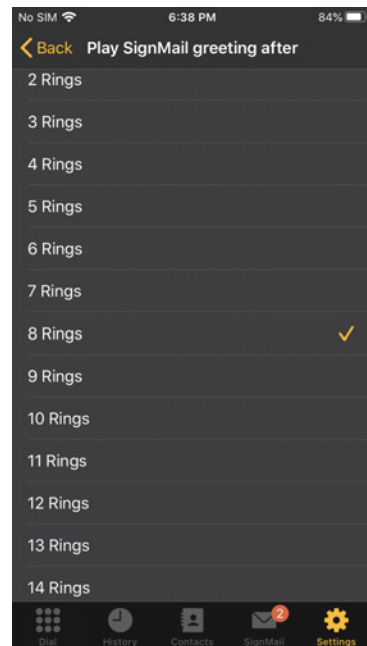 No SIM 6:38 PM 84%
Back Play SignMail greeting after
2 Rings
3 Rings
4 Rings
5 Rings
6 Rings
7 Rings
8 Rings
9 Rings
10 Rings
11 Rings
12 Rings
13 Rings
14 Rings
2
Dial History Contacts SignMail Settings